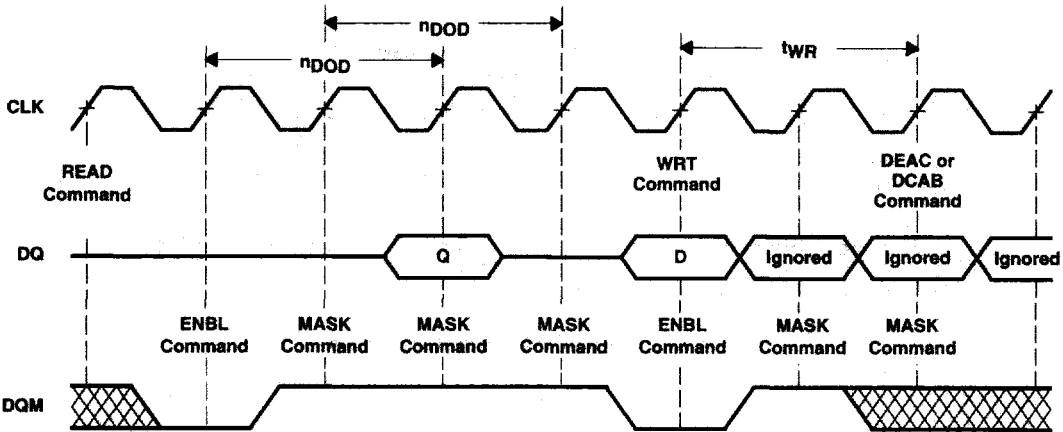 nDOD
nDOD
tWR
CLK
READ
Command
WRT
Command
DEAC or
DCAB
Command
DQ
Q
D
Ignored
Ignored
Ignored
ENBL
Command
MASK
Command
MASK
Command
MASK
Command
ENBL
Command
MASK
Command
MASK
Command
DQM